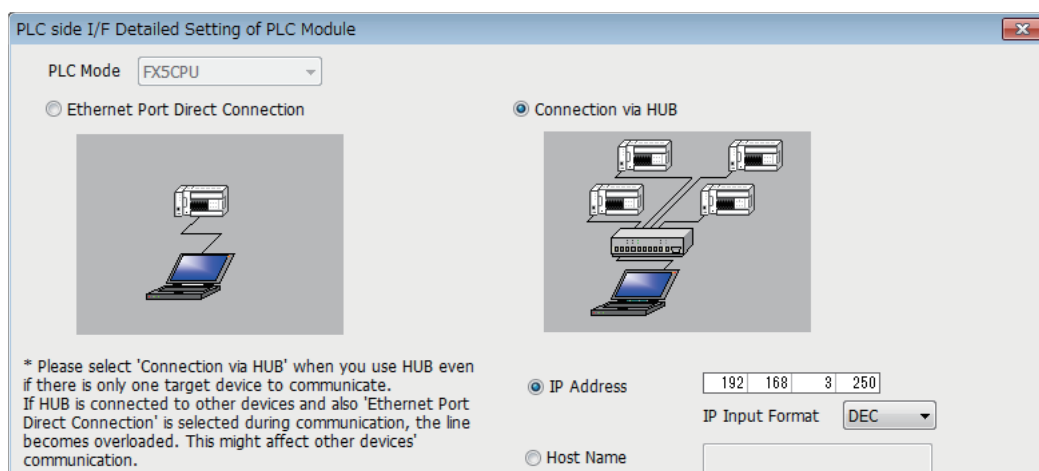 PLC side I/F Detailed Setting of PLC Module
PLC Mode FX5CPU
Ethernet Port Direct Connection
Connection via HUB
* Please select 'Connection via HUB' when you use HUB even
if there is only one target device to communicate.
If HUB is connected to other devices and also 'Ethernet Port
Direct Connection' is selected during communication, the line
becomes overloaded. This might affect other devices'
communication.
IP Address 192 168 3 250
IP Input Format DEC
Host Name